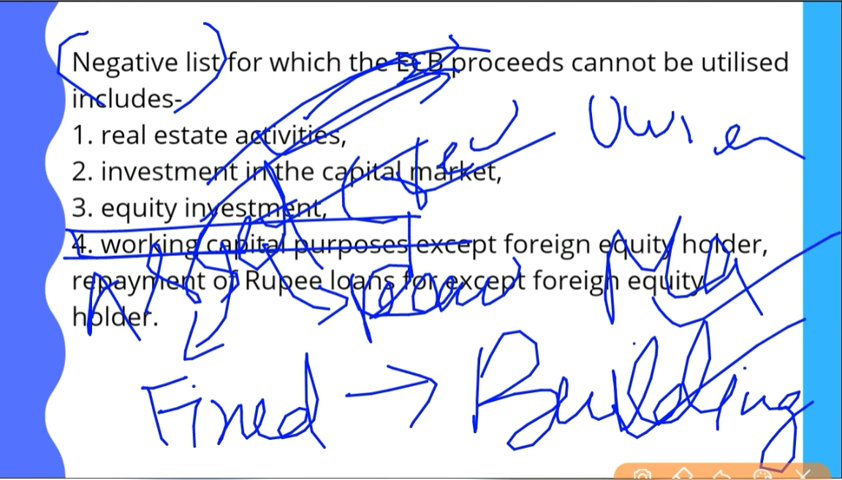 Negative list for which the ECB proceeds cannot be utilised
includes-
1. real estate activities,
2. investment in the capital market,
3. equity investment,
4. working capital purposes except foreign equity holder,
repayment of Rupee loans for except foreign equity
holder.
Fixed → Building